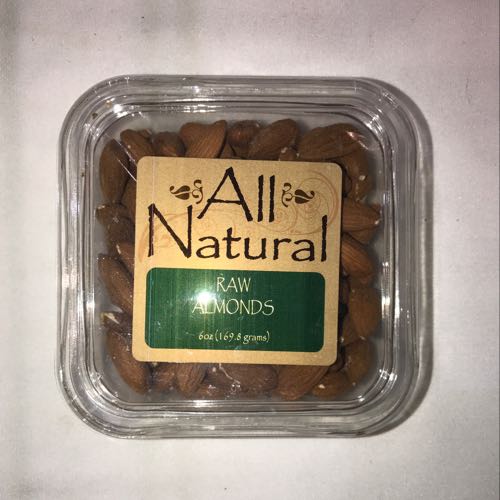 All
Natural
RAW
ALMONDS
6oz (169.8 grams)